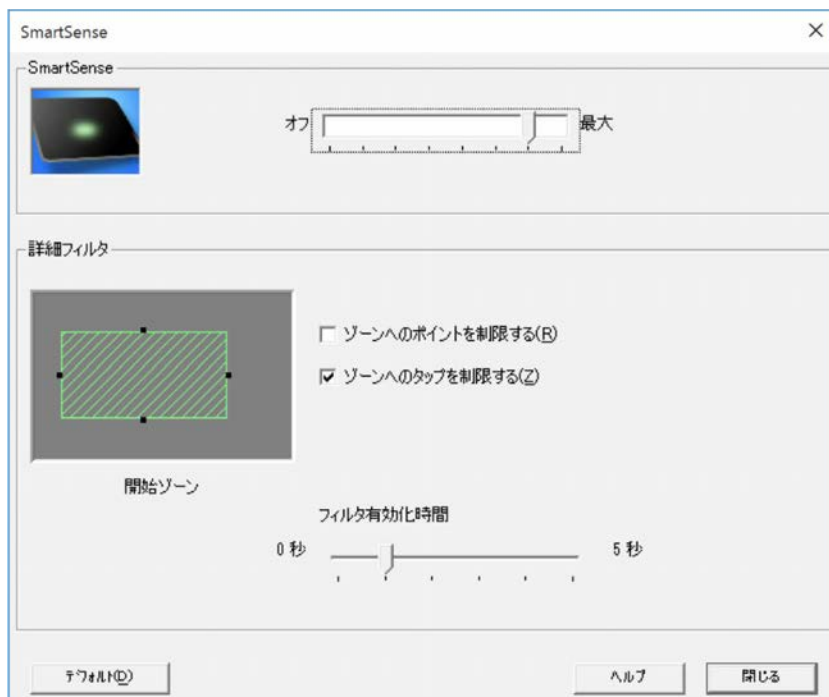 SmartSense
SmartSense
オフ 最大
詳細フィルタ
ゾーンへのポイントを制限する(R)
ゾーンへのタップを制限する(Z)
開始ゾーン
フィルタ有効化時間
0 秒 5 秒
デフォルト(D) ヘルプ 閉じる